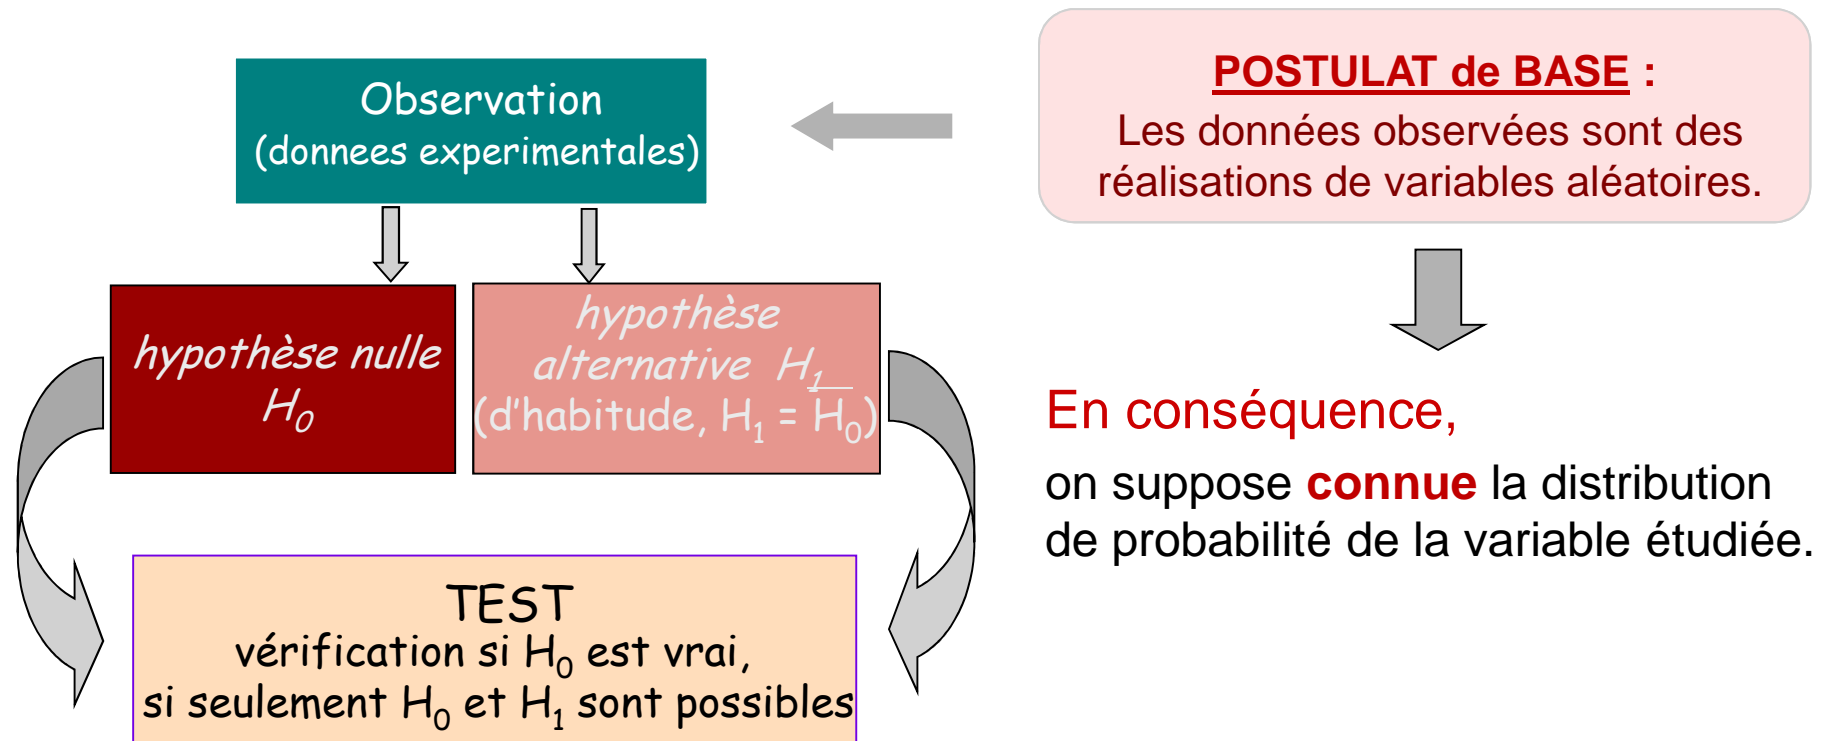 Observation
(donnees experimentales)
hypothèse nulle
H₀
hypothèse
alternative H₁
(d'habitude, H₁ = H̅₀)
TEST
vérification si H₀ est vrai,
si seulement H₀ et H₁ sont possibles
POSTULAT de BASE :
Les données observées sont des
réalisations de variables aléatoires.
En conséquence,
on suppose connue la distribution
de probabilité de la variable étudiée.